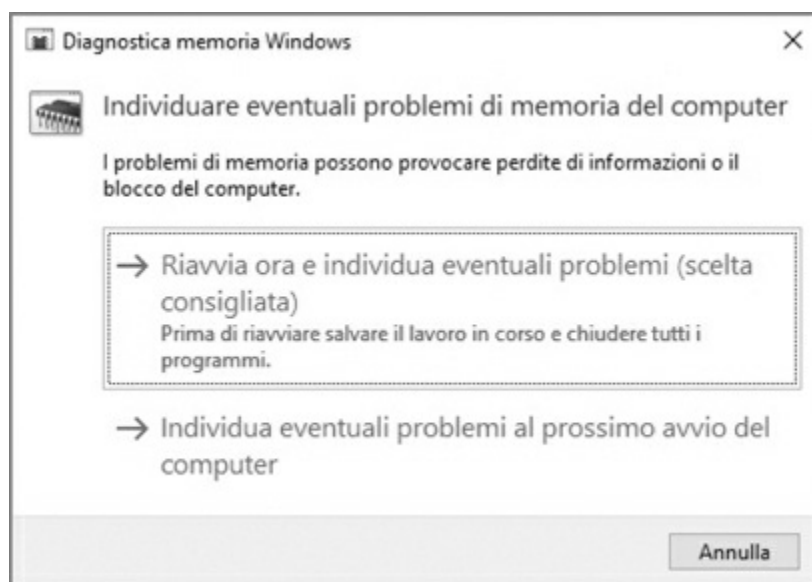 Diagnostica memoria Windows
Individuare eventuali problemi di memoria del computer
I problemi di memoria possono provocare perdite di informazioni o il
blocco del computer.
Riavvia ora e individua eventuali problemi (scelta
consigliata)
Prima di riavviare salvare il lavoro in corso e chiudere tutti i
programmi.
Individua eventuali problemi al prossimo avvio del
computer
Annulla